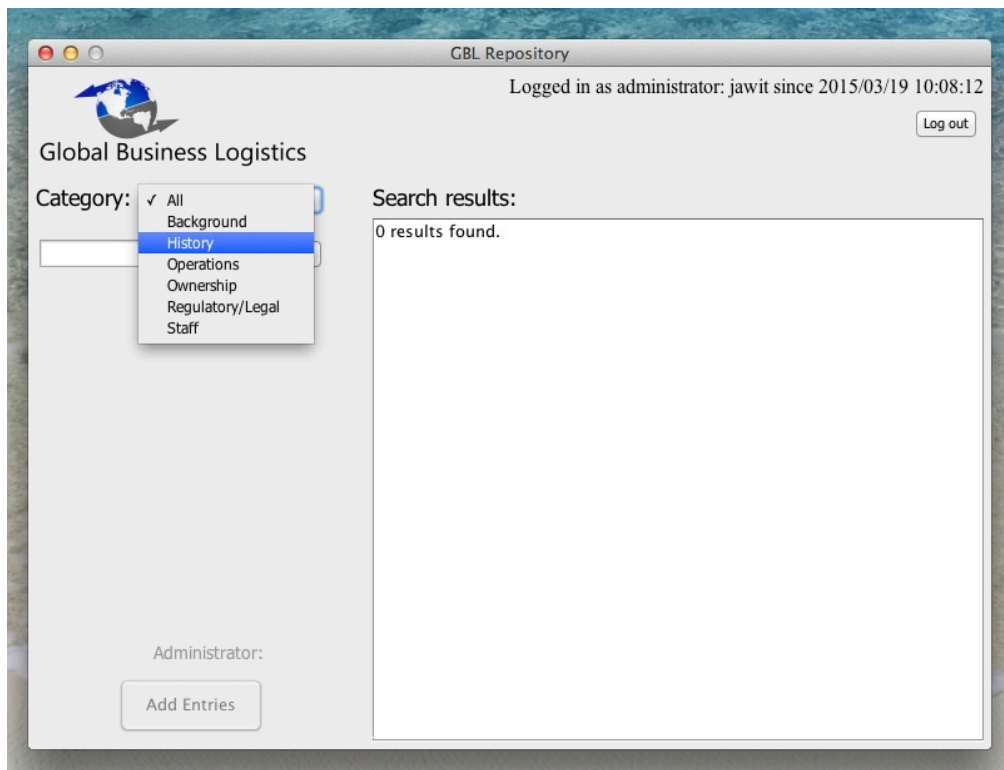 GBL Repository
Logged in as administrator: jawit since 2015/03/19 10:08:12
Log out
Global Business Logistics
Category:
✓ All
Background
History
Operations
Ownership
Regulatory/Legal
Staff
Search results:
0 results found.
Administrator:
Add Entries